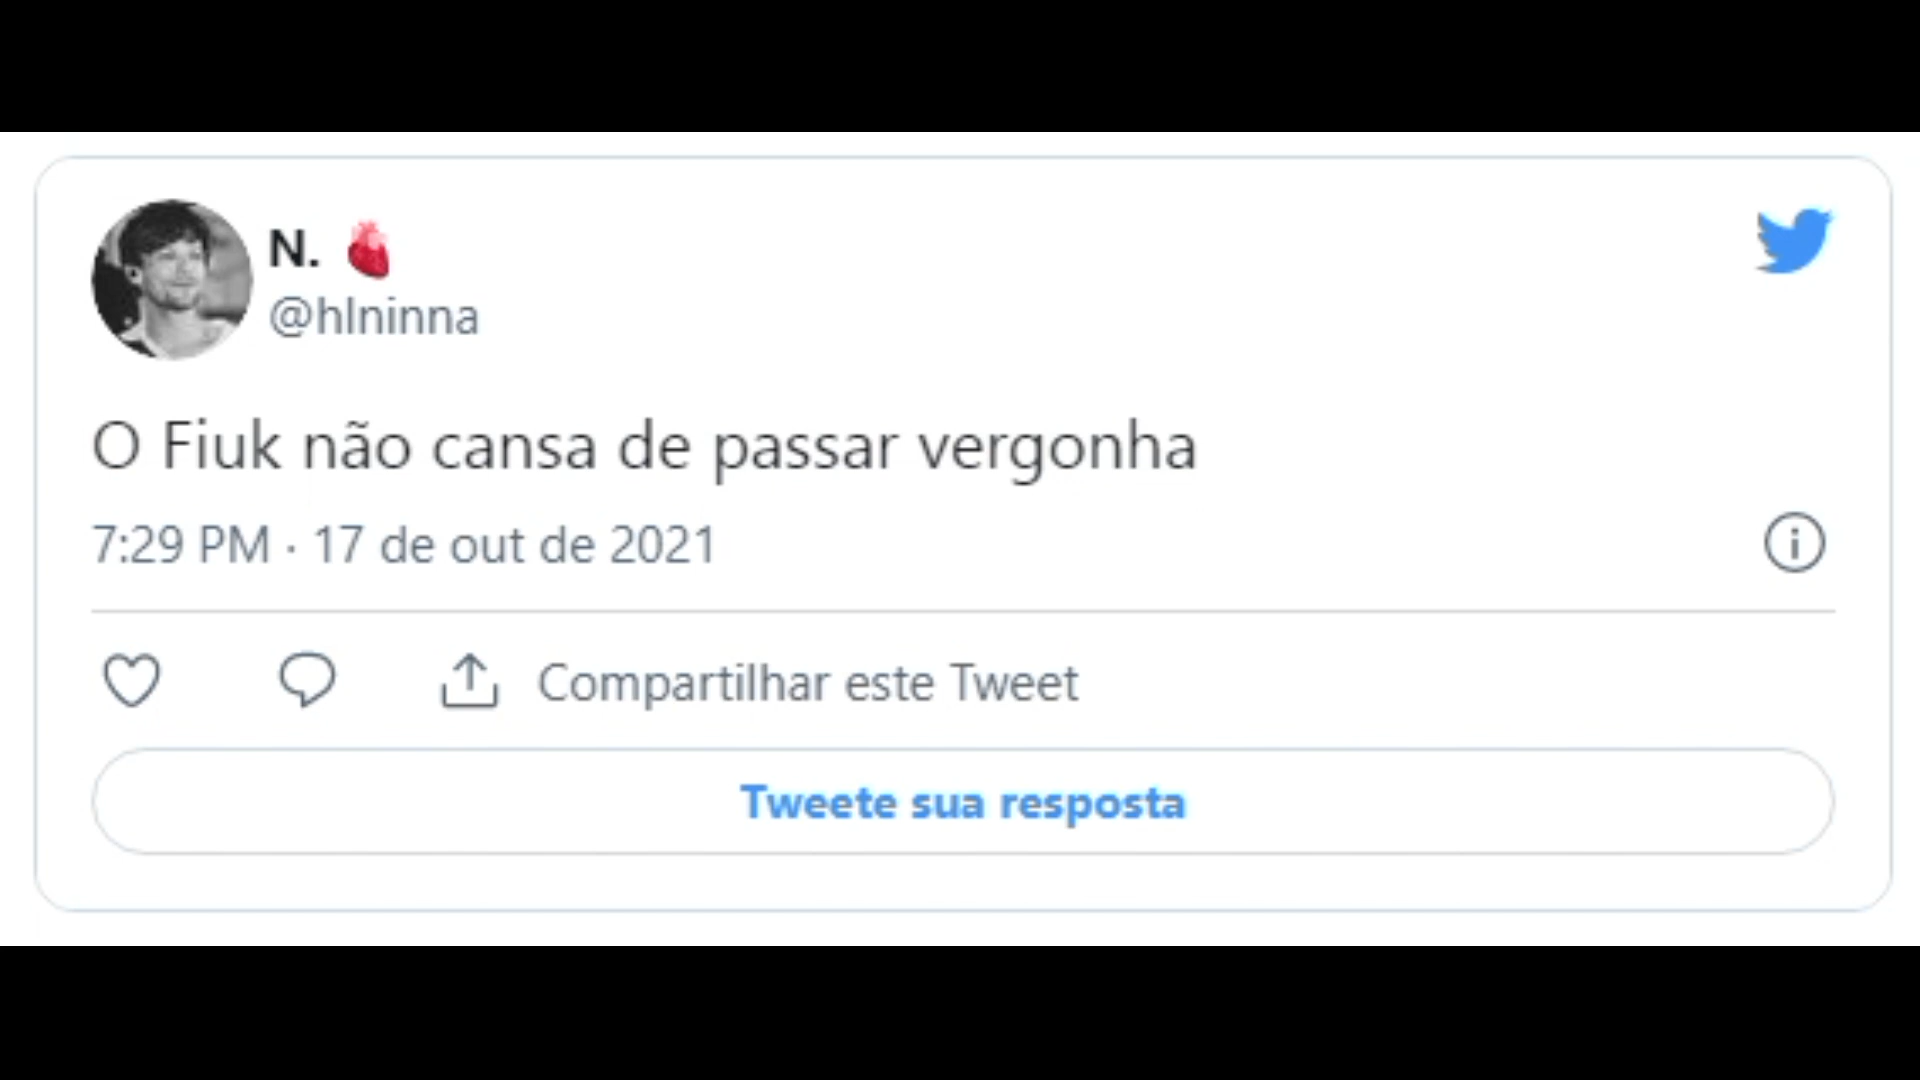 N. 🫀
@hlninna
O Fiuk não cansa de passar vergonha
7:29 PM · 17 de out de 2021
Compartilhar este Tweet
Tweete sua resposta